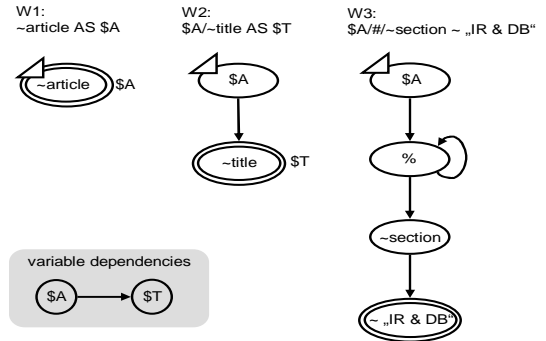 W1:
~article AS $A
~article
$A
W2:
$A/~title AS $T
$A
~title
$T
W3:
$A/#/~section ~ „IR & DB“
$A
%
~section
~ „IR & DB“
variable dependencies
$A
$T